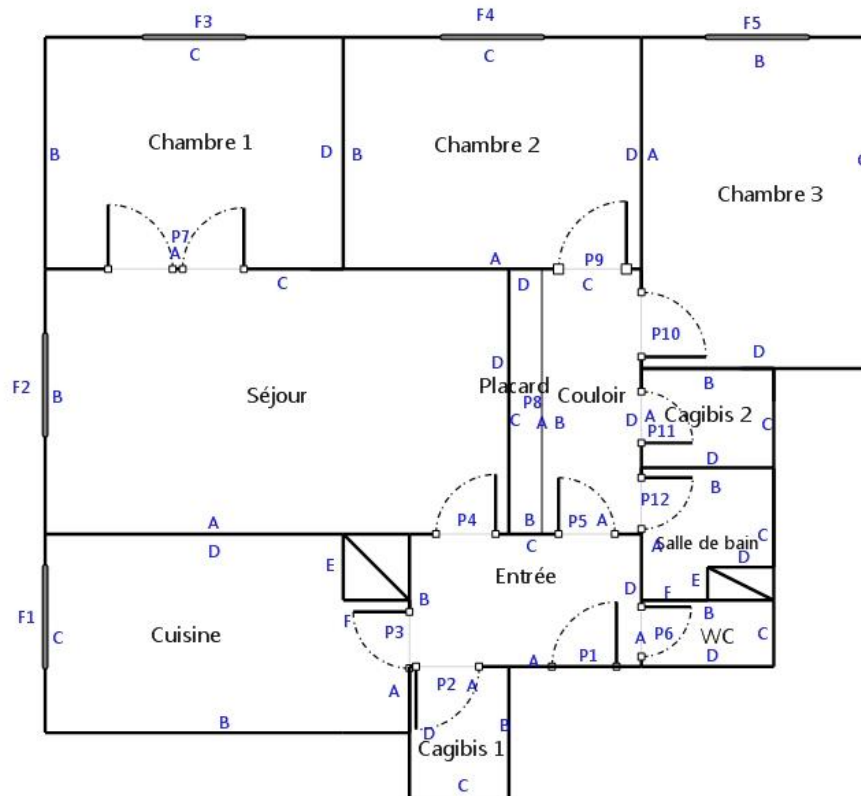 F3
F4
F5
C
C
B
Chambre 1
Chambre 2
Chambre 3
B
D
B
D
A
P7
A
C
A
P9
D
C
P10
D
F2
B
Séjour
D
Placard
P8
C
A
B
Couloir
D
A
B
Cagibis 2
P11
C
D
A
D
P4
B
P5
A
C
P12
B
A
Salle de bain
C
D
E
F
E
Entrée
D
B
F1
C
Cuisine
F
P3
A
P1
A
P6
B
WC
C
D
A
P2
A
B
D
B
Cagibis 1
C